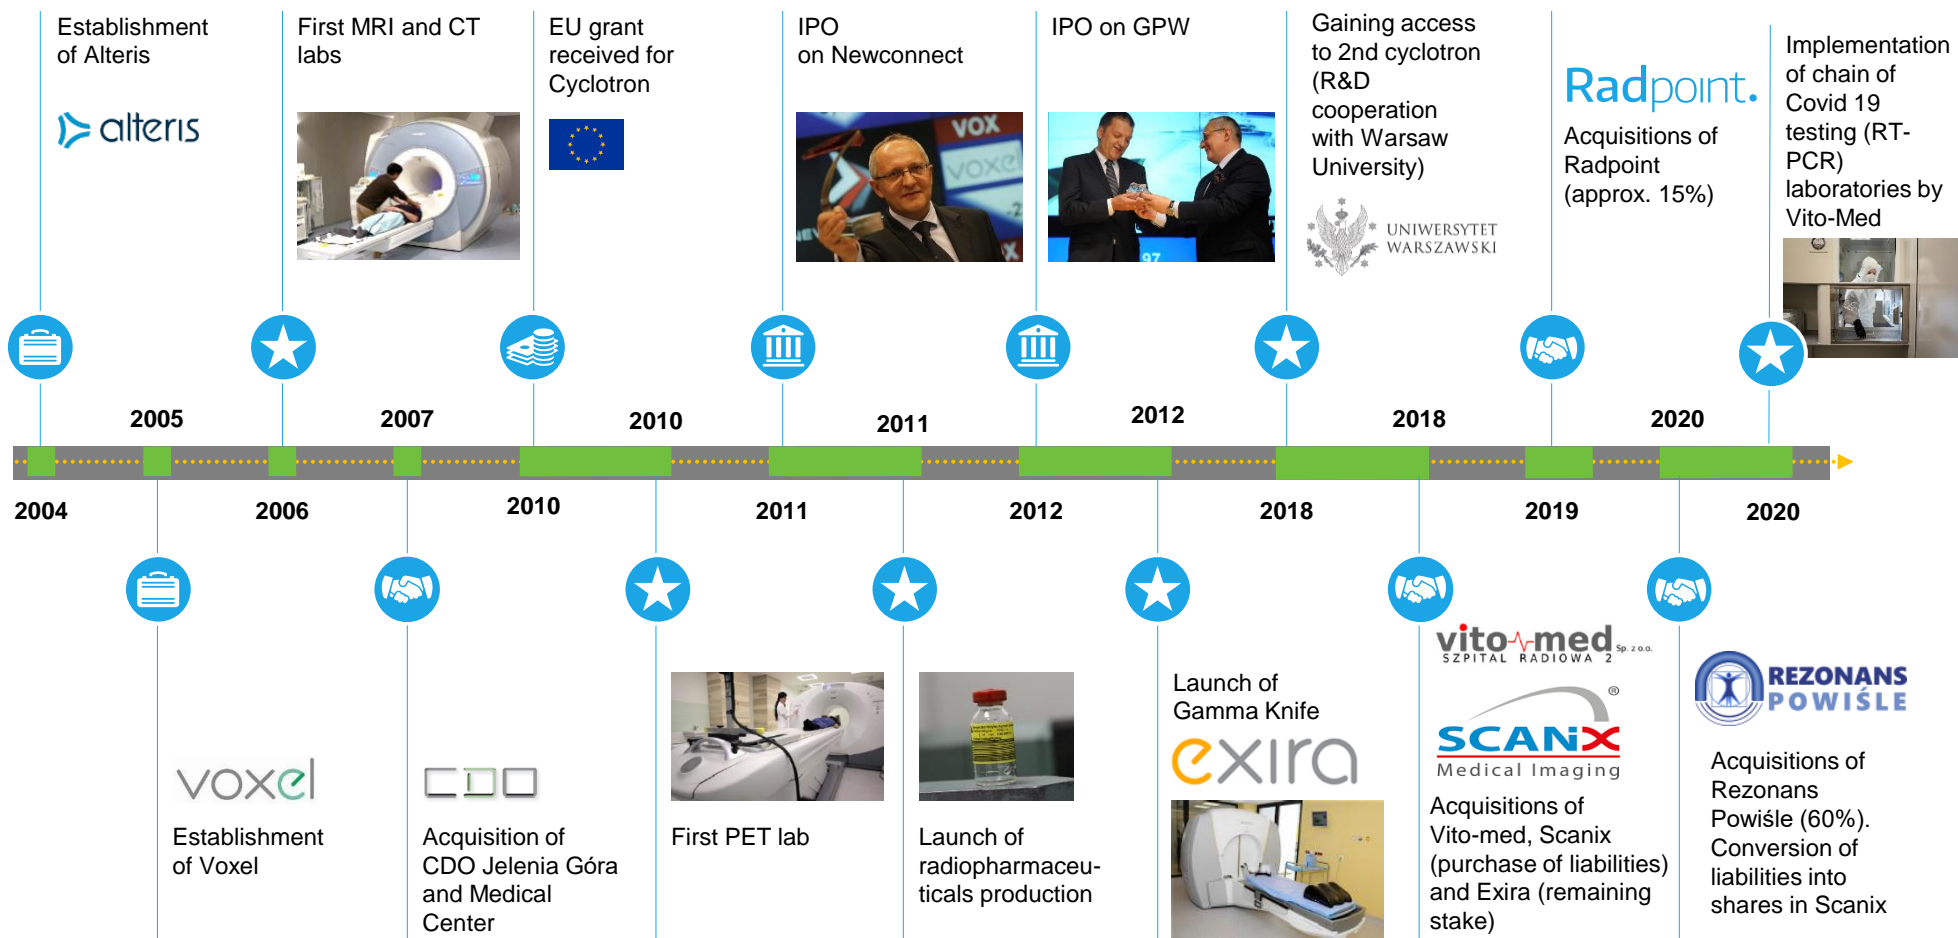 Establishment
of Alteris
alteris
First MRI and CT
labs
EU grant
received for
Cyclotron
IPO
on Newconnect
VOX
voxel
IPO on GPW
97
Gaining access
to 2nd cyclotron
(R&D
cooperation
with Warsaw
University)
UNIWERSYTET
WARSZAWSKI
Radpoint.
Acquisitions of
Radpoint
(approx. 15%)
Implementation
of chain of
Covid 19
testing (RT-
PCR)
laboratories by
Vito-Med
2005
2007
2010
2011
2012
2018
2020
2004
2006
2010
2011
2012
2018
2019
2020
voxel
Establishment
of Voxel
CDO
Acquisition of
CDO Jelenia Góra
and Medical
Center
First PET lab
Launch of
radiopharmaceu-
ticals production
Launch of
Gamma Knife
exira
vito med Sp. z o.o.
SZPITAL RADIOWA 2
SCANiX ®
Medical Imaging
Acquisitions of
Vito-med, Scanix
(purchase of liabilities)
and Exira (remaining
stake)
REZONANS
POWIŚLE
Acquisitions of
Rezonans
Powiśle (60%).
Conversion of
liabilities into
shares in Scanix